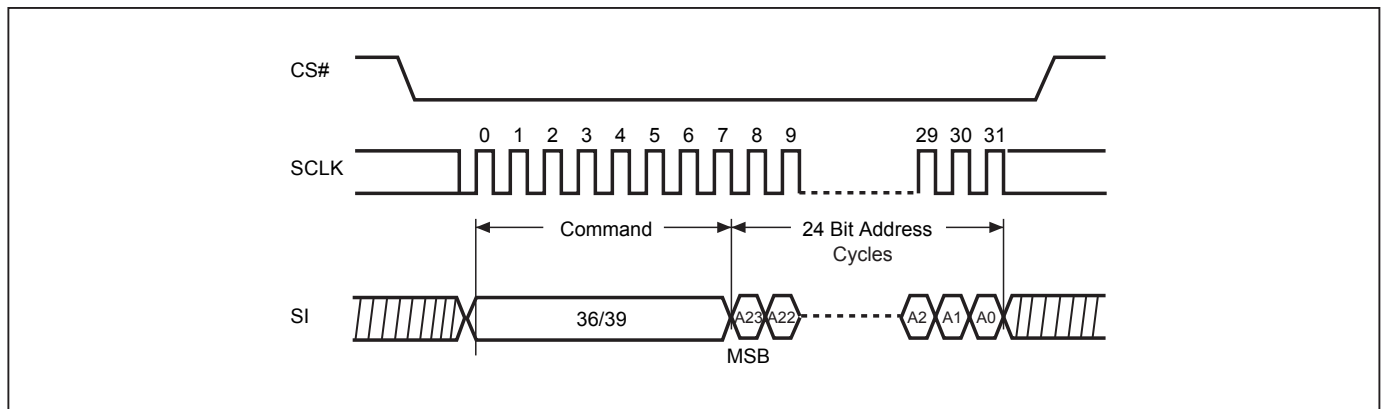 CS#
0 1 2 3 4 5 6 7 8 9 29 30 31
SCLK
Command 24 Bit Address
Cycles
SI 36/39 A23 A22 A2 A1 A0
MSB